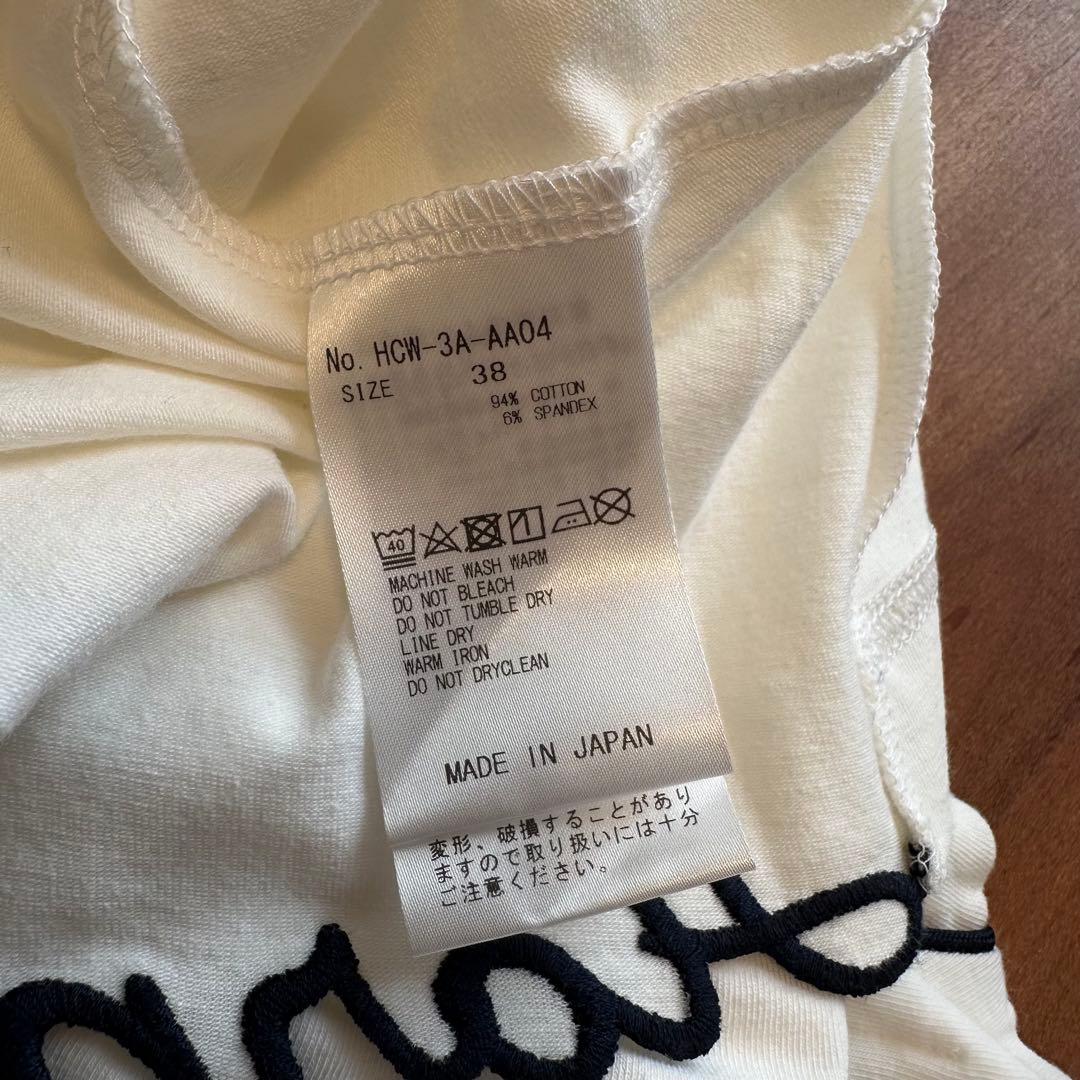 No. HCW-3A-AA04
SIZE 38
94% COTTON
6% SPANDEX
40
MACHINE WASH WARM
DO NOT BLEACH
DO NOT TUMBLE DRY
LINE DRY
WARM IRON
DO NOT DRYCLEAN
MADE IN JAPAN
変形、破損することがあり
ますので取り扱いには十分
ご注意ください。